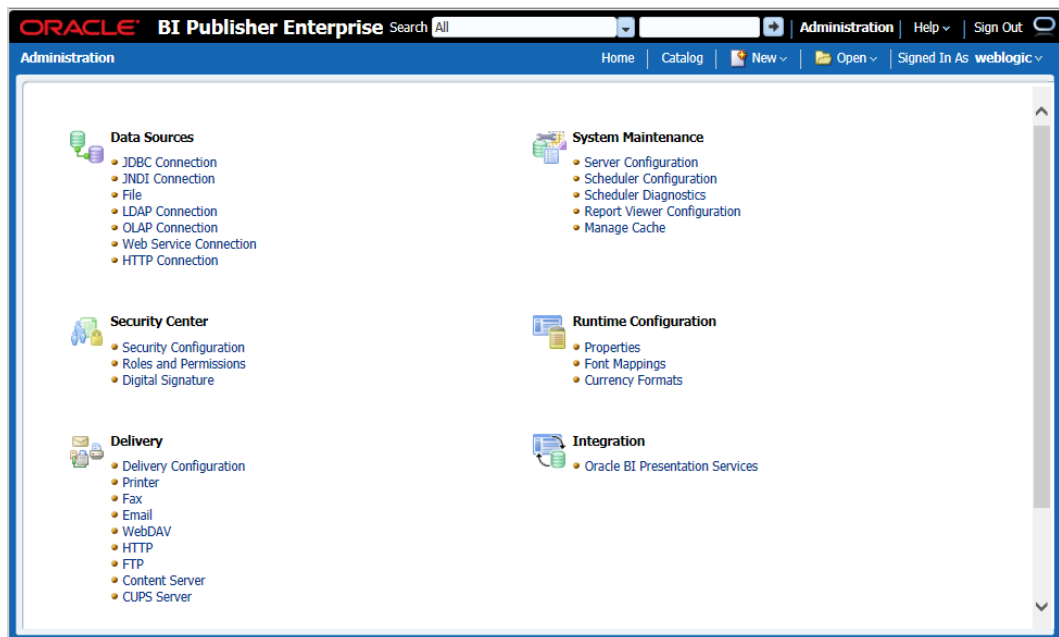 ORACLE BI Publisher Enterprise Search All Administration Help Sign Out
Administration Home Catalog New Open Signed In As weblogic
Data Sources
JDBC Connection
JNDI Connection
File
LDAP Connection
OLAP Connection
Web Service Connection
HTTP Connection
System Maintenance
Server Configuration
Scheduler Configuration
Scheduler Diagnostics
Report Viewer Configuration
Manage Cache
Security Center
Security Configuration
Roles and Permissions
Digital Signature
Runtime Configuration
Properties
Font Mappings
Currency Formats
Delivery
Delivery Configuration
Printer
Fax
Email
WebDAV
HTTP
FTP
Content Server
CUPS Server
Integration
Oracle BI Presentation Services